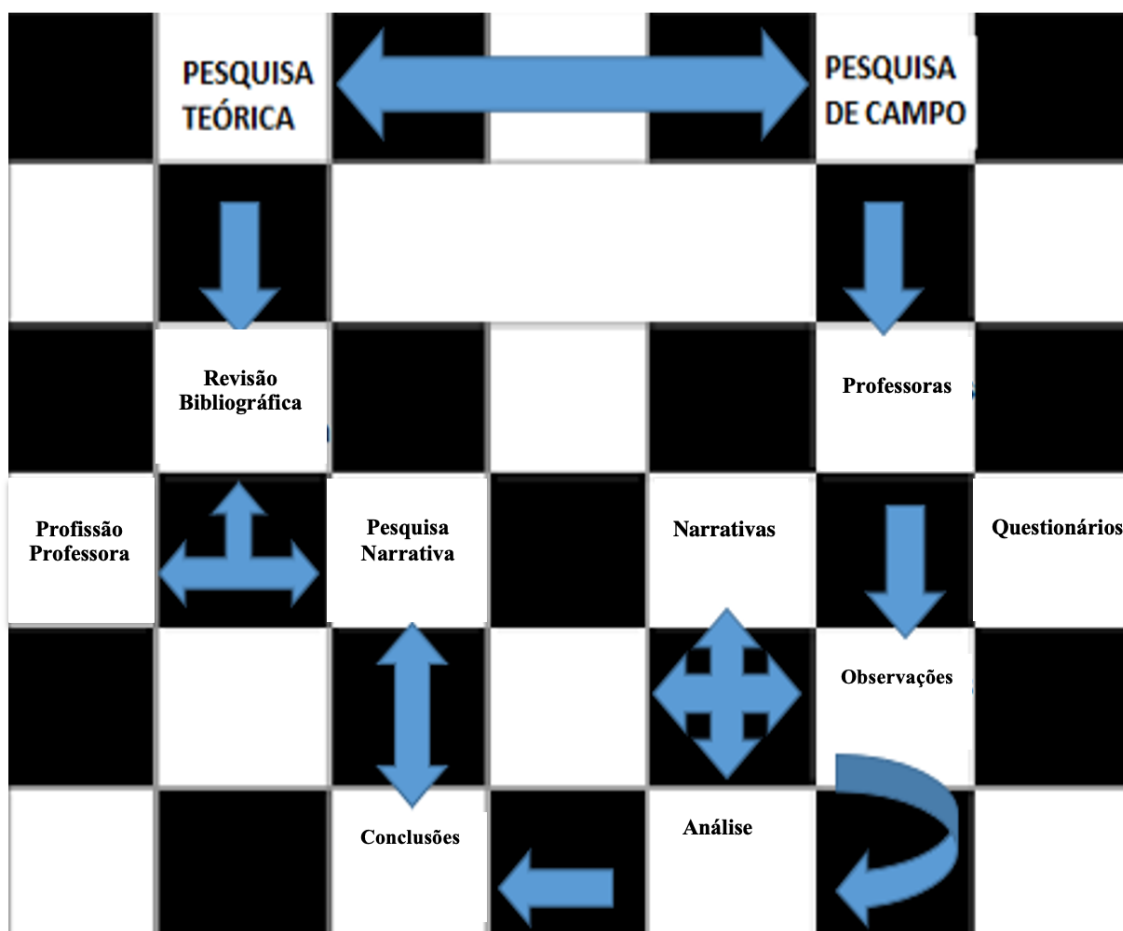 PESQUISA
TEÓRICA
PESQUISA
DE CAMPO
Revisão
Bibliográfica
Professoras
Profissão
Professora
Pesquisa
Narrativa
Narrativas
Questionários
Observações
Conclusões
Análise